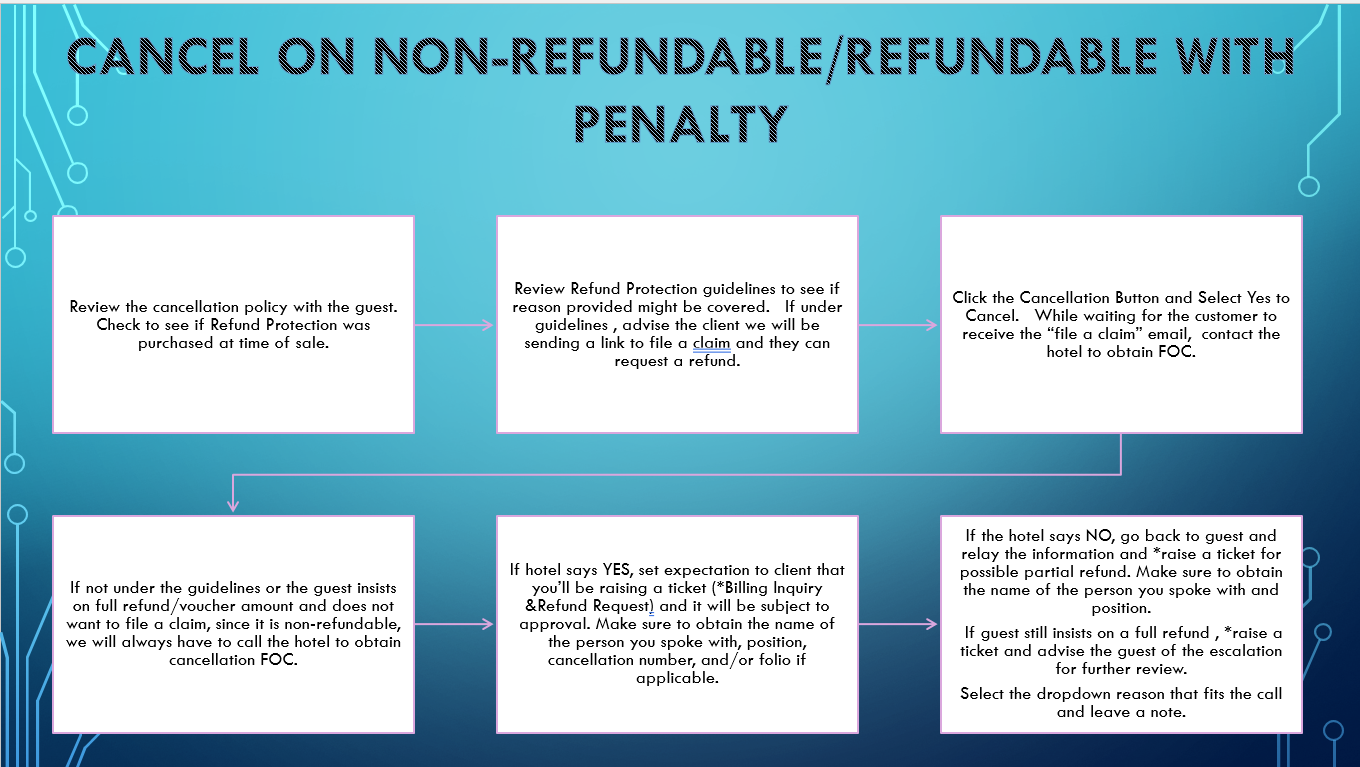 CANCEL ON NON-REFUNDABLE/REFUNDABLE WITH
PENALTY
Review the cancellation policy with the guest.
Check to see if Refund Protection was
purchased at time of sale.
Review Refund Protection guidelines to see if
reason provided might be covered.   If under
guidelines , advise the client we will be
sending a link to file a claim and they can
request a refund.
Click the Cancellation Button and Select Yes to
Cancel.   While waiting for the customer to
receive the “file a claim” email,  contact the
hotel to obtain FOC.
If not under the guidelines or the guest insists
on full refund/voucher amount and does not
want to file a claim, since it is non-refundable,
we will always have to call the hotel to obtain
cancellation FOC.
If hotel says YES, set expectation to client that
you’ll be raising a ticket (*Billing Inquiry
&Refund Request) and it will be subject to
approval. Make sure to obtain the name of
the person you spoke with, position,
cancellation number, and/or folio if
applicable.
If the hotel says NO, go back to guest and
relay the information and *raise a ticket for
possible partial refund. Make sure to obtain
the name of the person you spoke with and
position.
If guest still insists on a full refund , *raise a
ticket and advise the guest of the escalation
for further review.
Select the dropdown reason that fits the call
and leave a note.